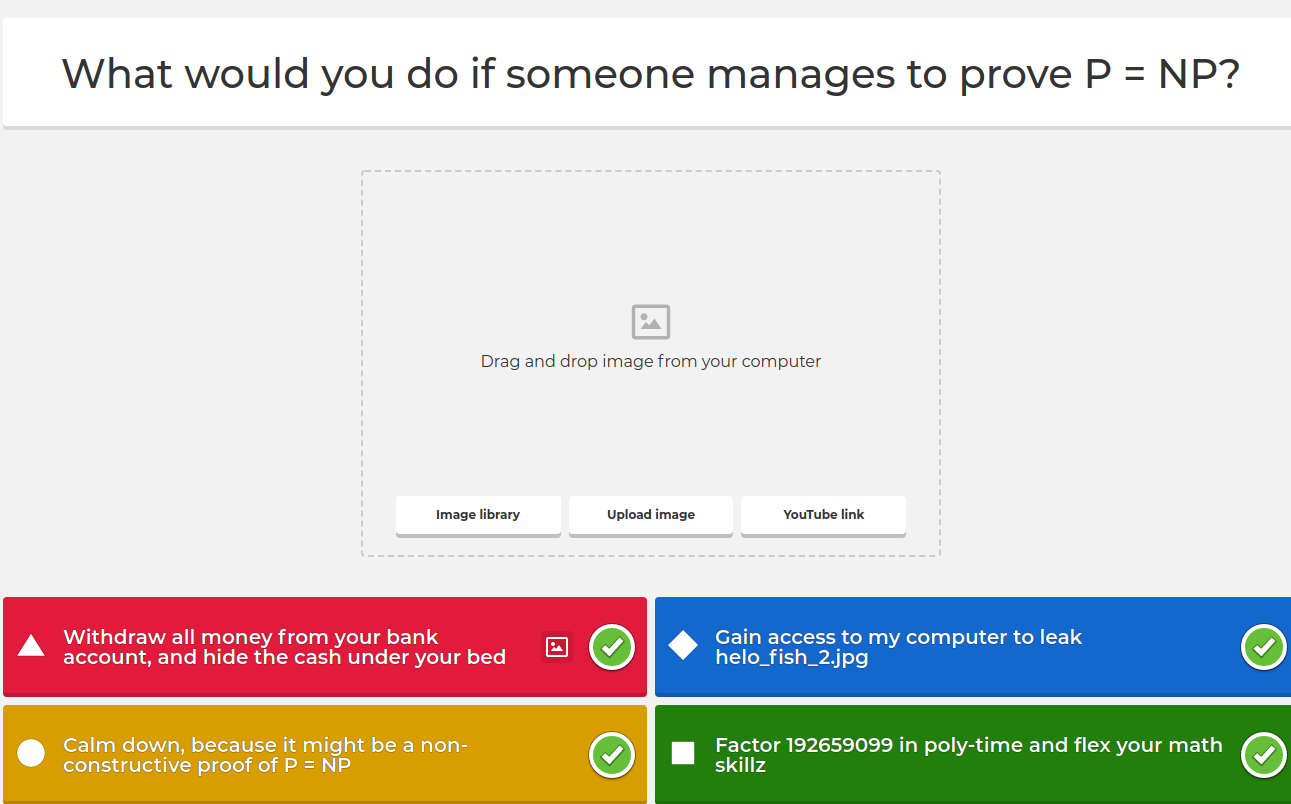 What would you do if someone manages to prove P = NP?
Drag and drop image from your computer
Image library
Upload image
YouTube link
Withdraw all money from your bank
account, and hide the cash under your bed
Gain access to my computer to leak
helo_fish_2.jpg
Calm down, because it might be a non-
constructive proof of P = NP
Factor 192659099 in poly-time and flex your math
skillz